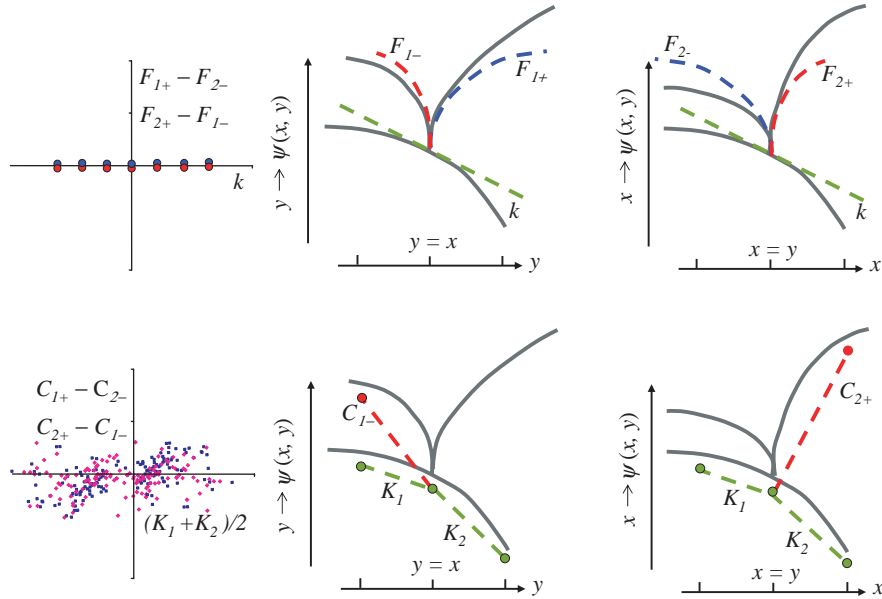 F₁₊ – F₂₋
F₂₊ – F₁₋
k
y → ψ (x, y)
F₁₋
F₁₊
k
y = x
y
x → ψ (x, y)
F₂₋
F₂₊
k
x = y
x
C₁₊ – C₂₋
C₂₊ – C₁₋
(K₁ + K₂)/2
y → ψ (x, y)
C₁₋
K₁
K₂
y = x
y
x → ψ (x, y)
C₂₊
K₁
K₂
x = y
x